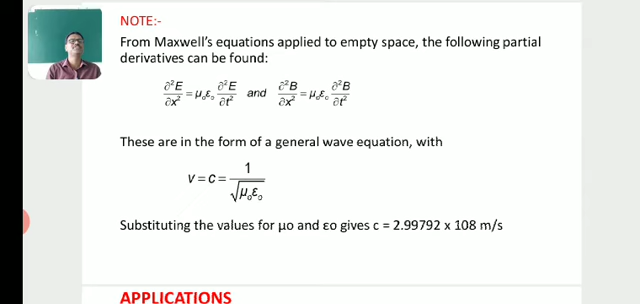 NOTE:-
From Maxwell's equations applied to empty space, the following partial
derivatives can be found:
∂²E/∂x² = μ₀ε₀ ∂²E/∂t² and ∂²B/∂x² = μ₀ε₀ ∂²B/∂t²
These are in the form of a general wave equation, with
v = c = 1/√μ₀ε₀
Substituting the values for μo and εo gives c = 2.99792 x 108 m/s
APPLICATIONS